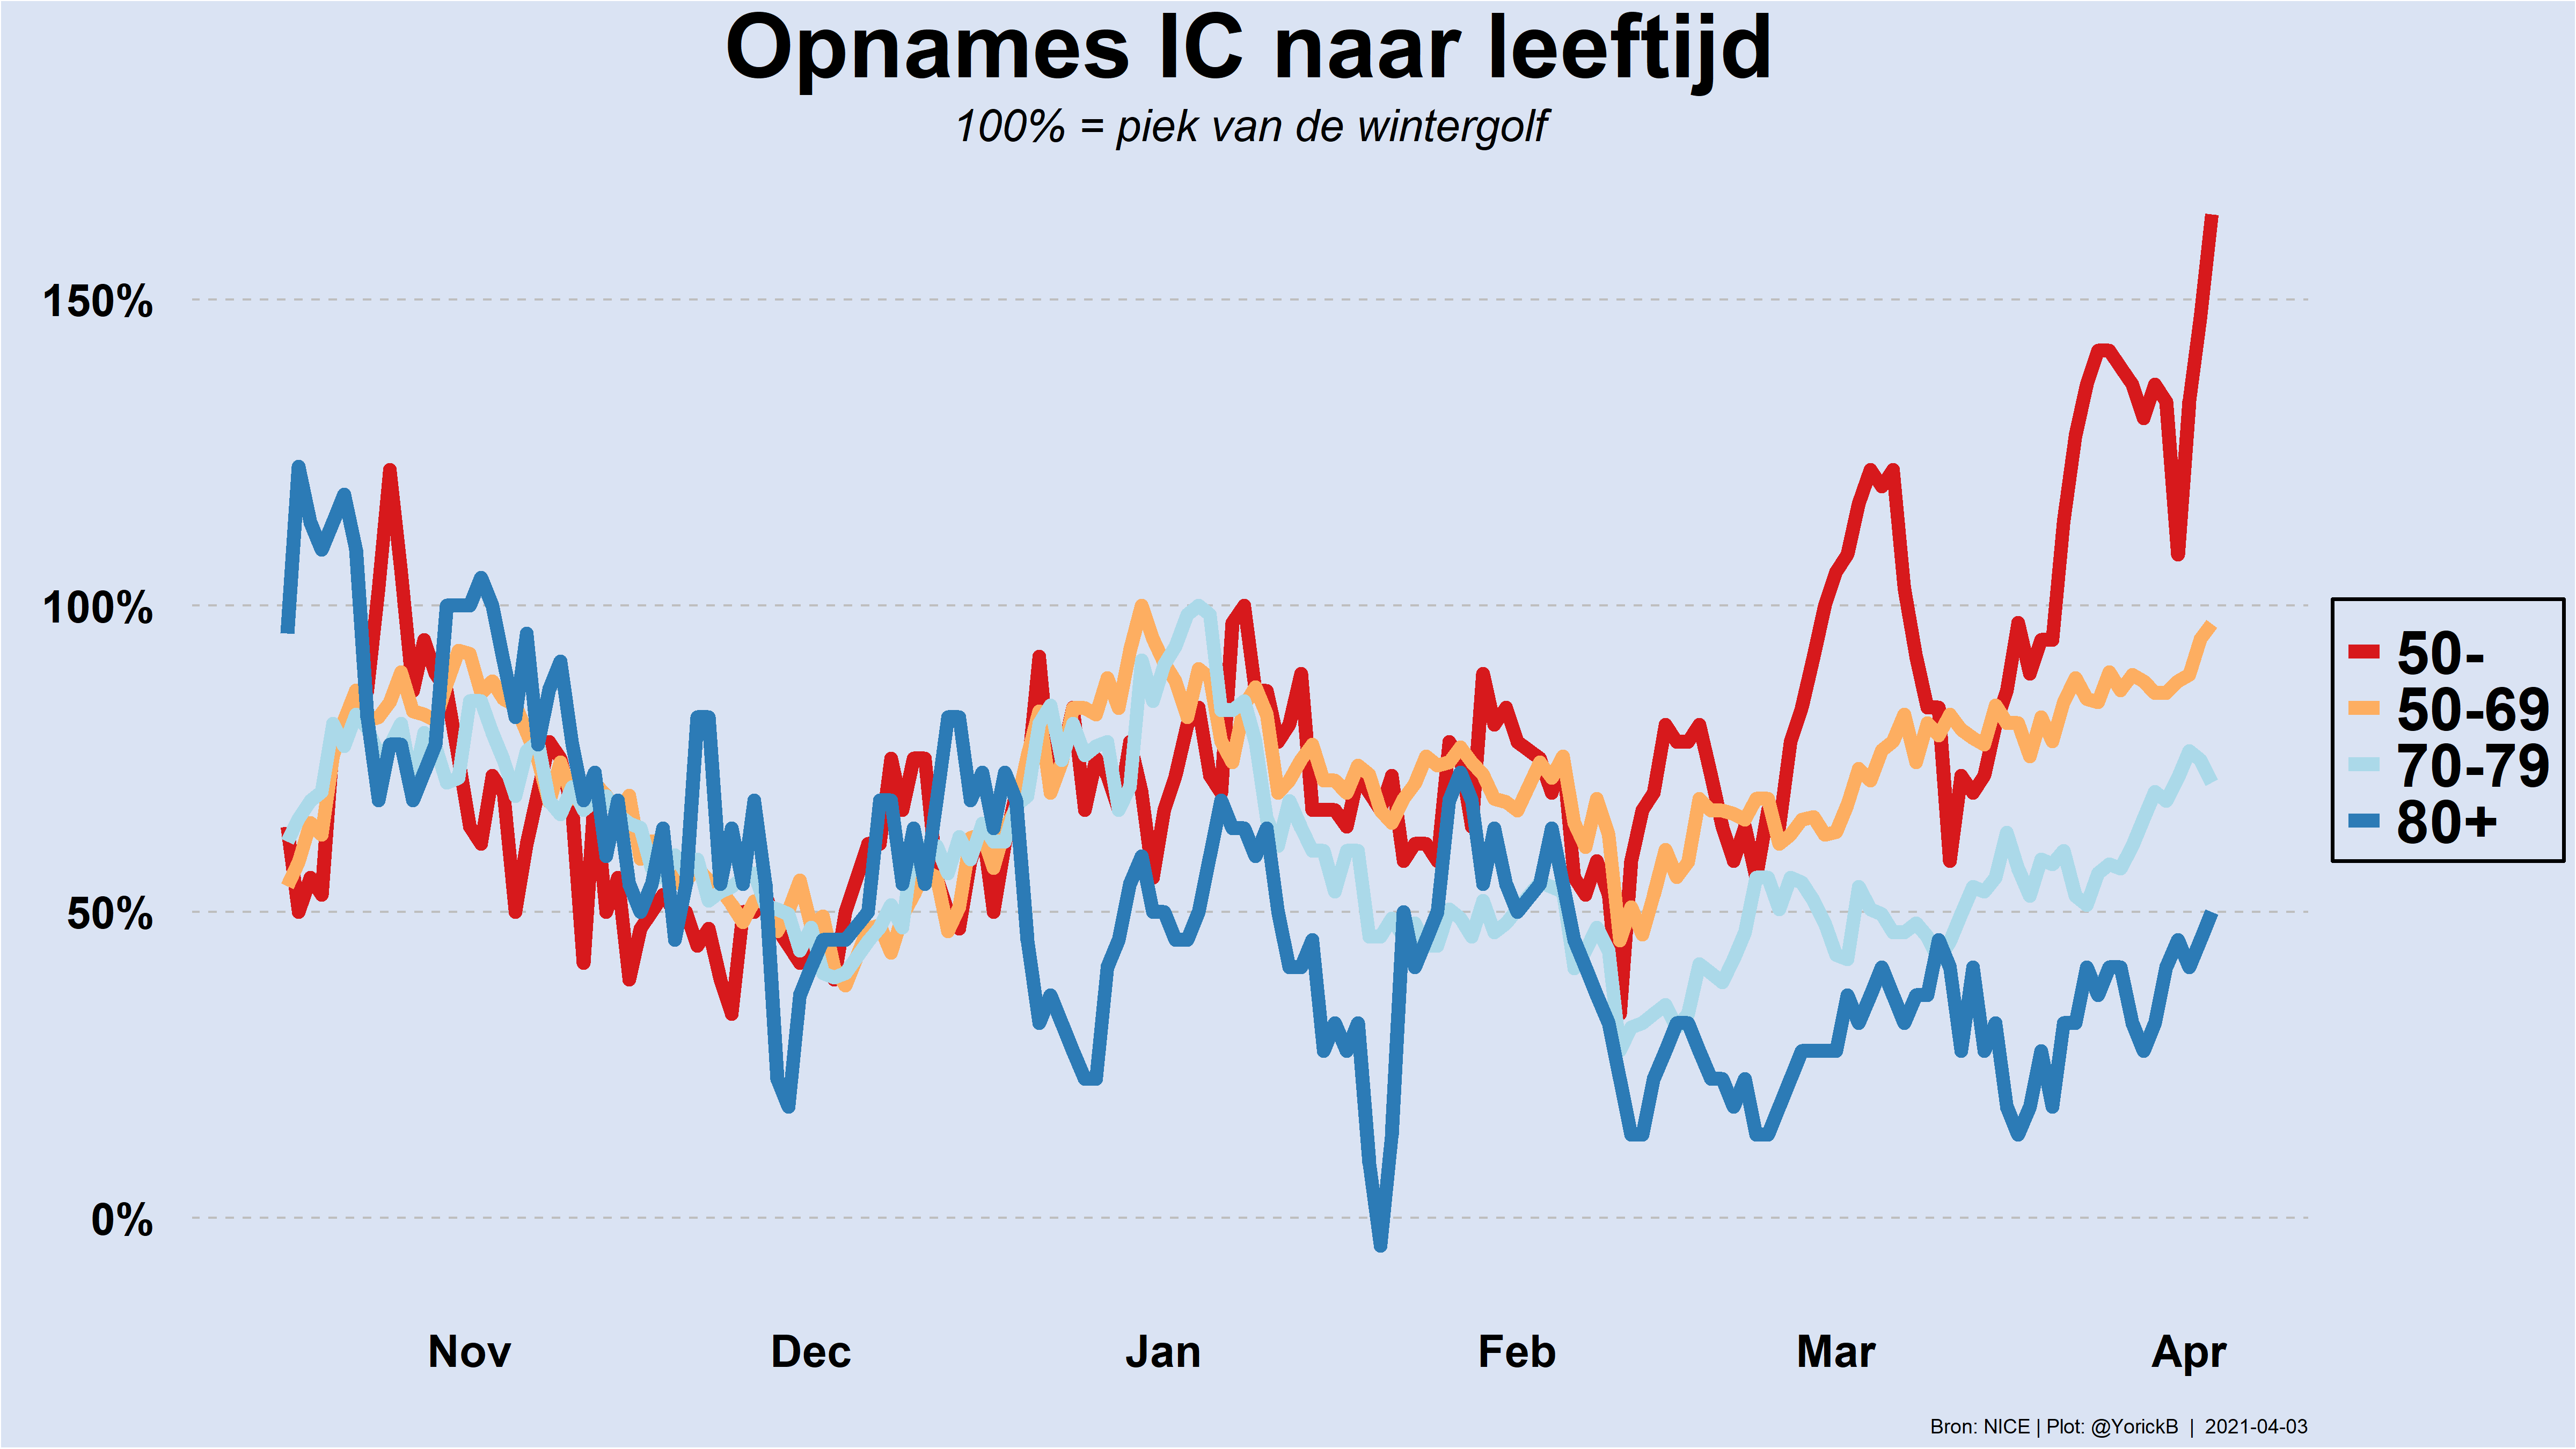 Opnames IC naar leeftijd
100% = piek van de wintergolf
150%
100%
50%
0%
50-
50-69
70-79
80+
Nov Dec Jan Feb Mar Apr
Bron: NICE | Plot: @YorickB | 2021-04-03